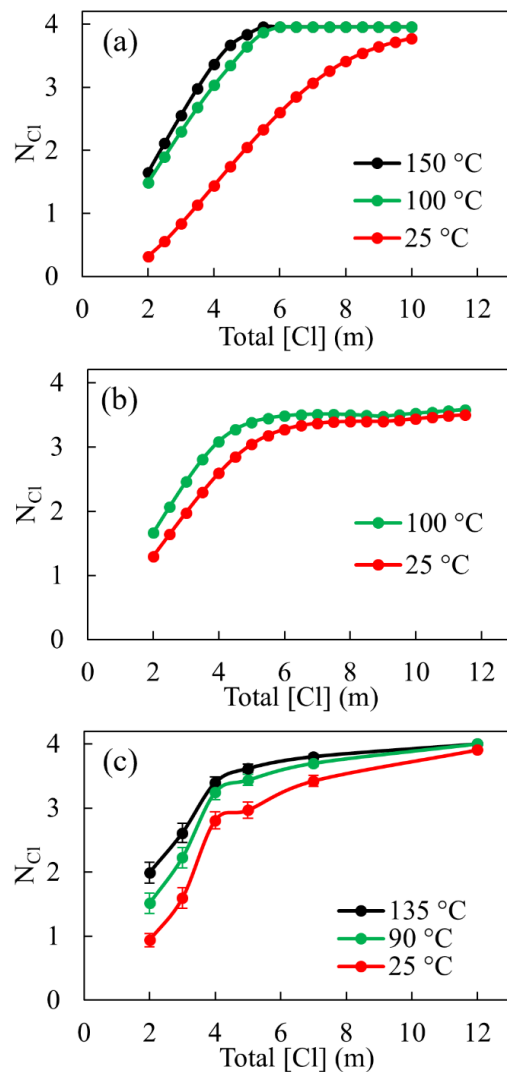 (a)
4
3
2
1
0
N_Cl
150 °C
100 °C
25 °C
0 2 4 6 8 10 12
Total [Cl] (m)
(b)
4
3
2
1
0
N_Cl
100 °C
25 °C
0 2 4 6 8 10 12
Total [Cl] (m)
(c)
4
3
2
1
0
N_Cl
135 °C
90 °C
25 °C
0 2 4 6 8 10 12
Total [Cl] (m)